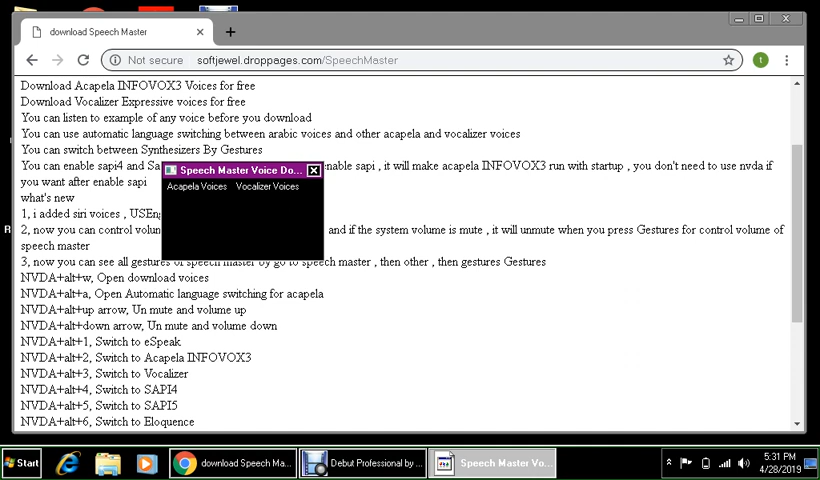 download Speech Master
Not secure
softjewel.droppages.com/SpeechMaster
t
Download Acapela INFOVOX3 Voices for free
Download Vocalizer Expressive voices for free
You can listen to example of any voice before you download
You can use automatic language switching between arabic voices and other acapela and vocalizer voices
You can switch between Synthesizers By Gestures
You can enable sapi4 and Sa enable sapi , it will make acapela INFOVOX3 run with startup , you don't need to use nvda if
you want after enable sapi
Speech Master Voice Do...
Acapela Voices Vocalizer Voices
what's new
1, i added siri voices , USEng
2, now you can control volum and if the system volume is mute , it will unmute when you press Gestures for control volume of
speech master
3, now you can see all gestures of speech master by go to speech master , then other , then gestures Gestures
NVDA+alt+w, Open download voices
NVDA+alt+a, Open Automatic language switching for acapela
NVDA+alt+up arrow, Un mute and volume up
NVDA+alt+down arrow, Un mute and volume down
NVDA+alt+1, Switch to eSpeak
NVDA+alt+2, Switch to Acapela INFOVOX3
NVDA+alt+3, Switch to Vocalizer
NVDA+alt+4, Switch to SAPI4
NVDA+alt+5, Switch to SAPI5
NVDA+alt+6, Switch to Eloquence
Start
download Speech Ma...
Debut Professional by ...
Speech Master Vo...
5:31 PM
4/28/2019